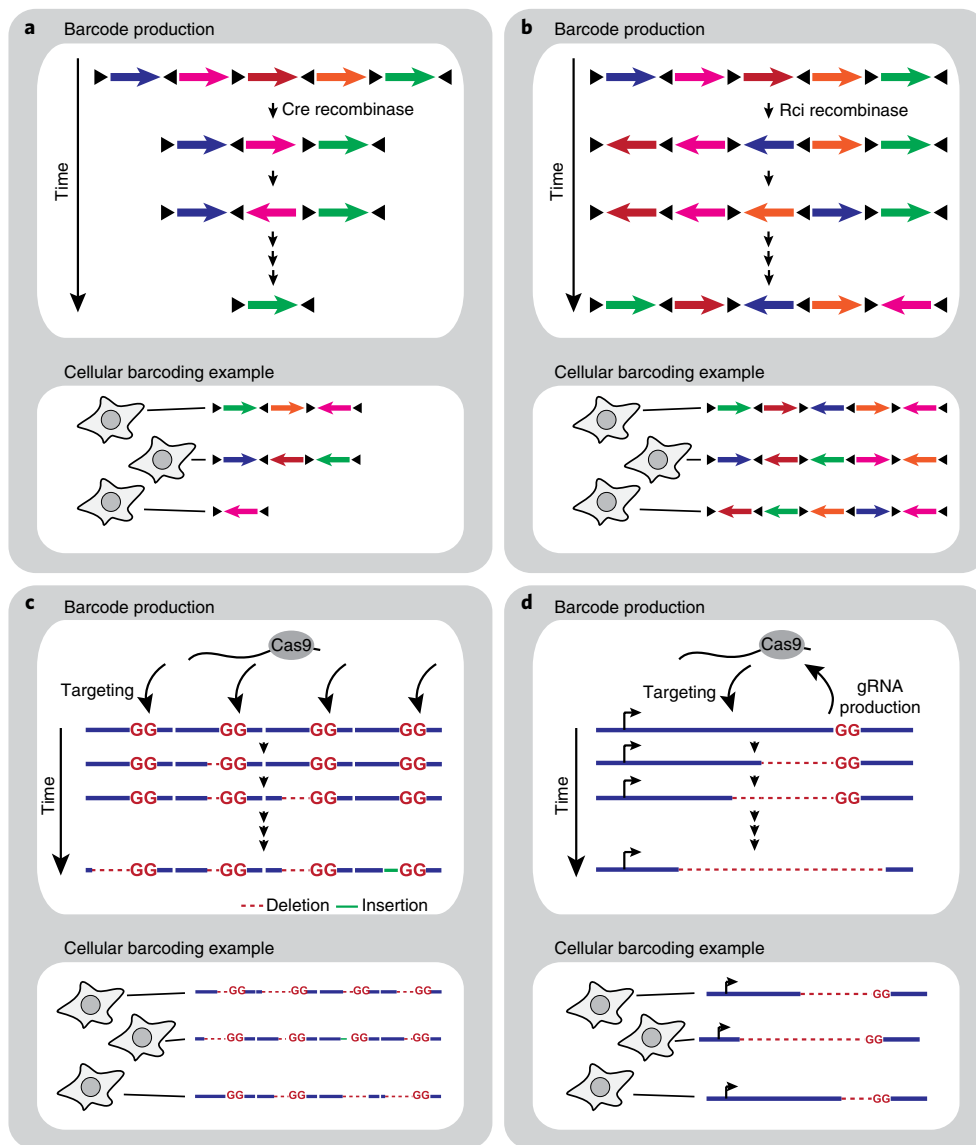 a
Barcode production
Cre recombinase
Time
Cellular barcoding example
b
Barcode production
Rci recombinase
Time
Cellular barcoding example
c
Barcode production
Cas9
Targeting
GG GG GG GG
GG GG GG GG
GG GG GG GG
GG GG GG GG
Time
Deletion Insertion
Cellular barcoding example
GG GG GG GG
GG GG GG GG
GG GG GG
d
Barcode production
Cas9
Targeting
gRNA
production
GG
GG
GG
Time
Cellular barcoding example
GG
GG
GG